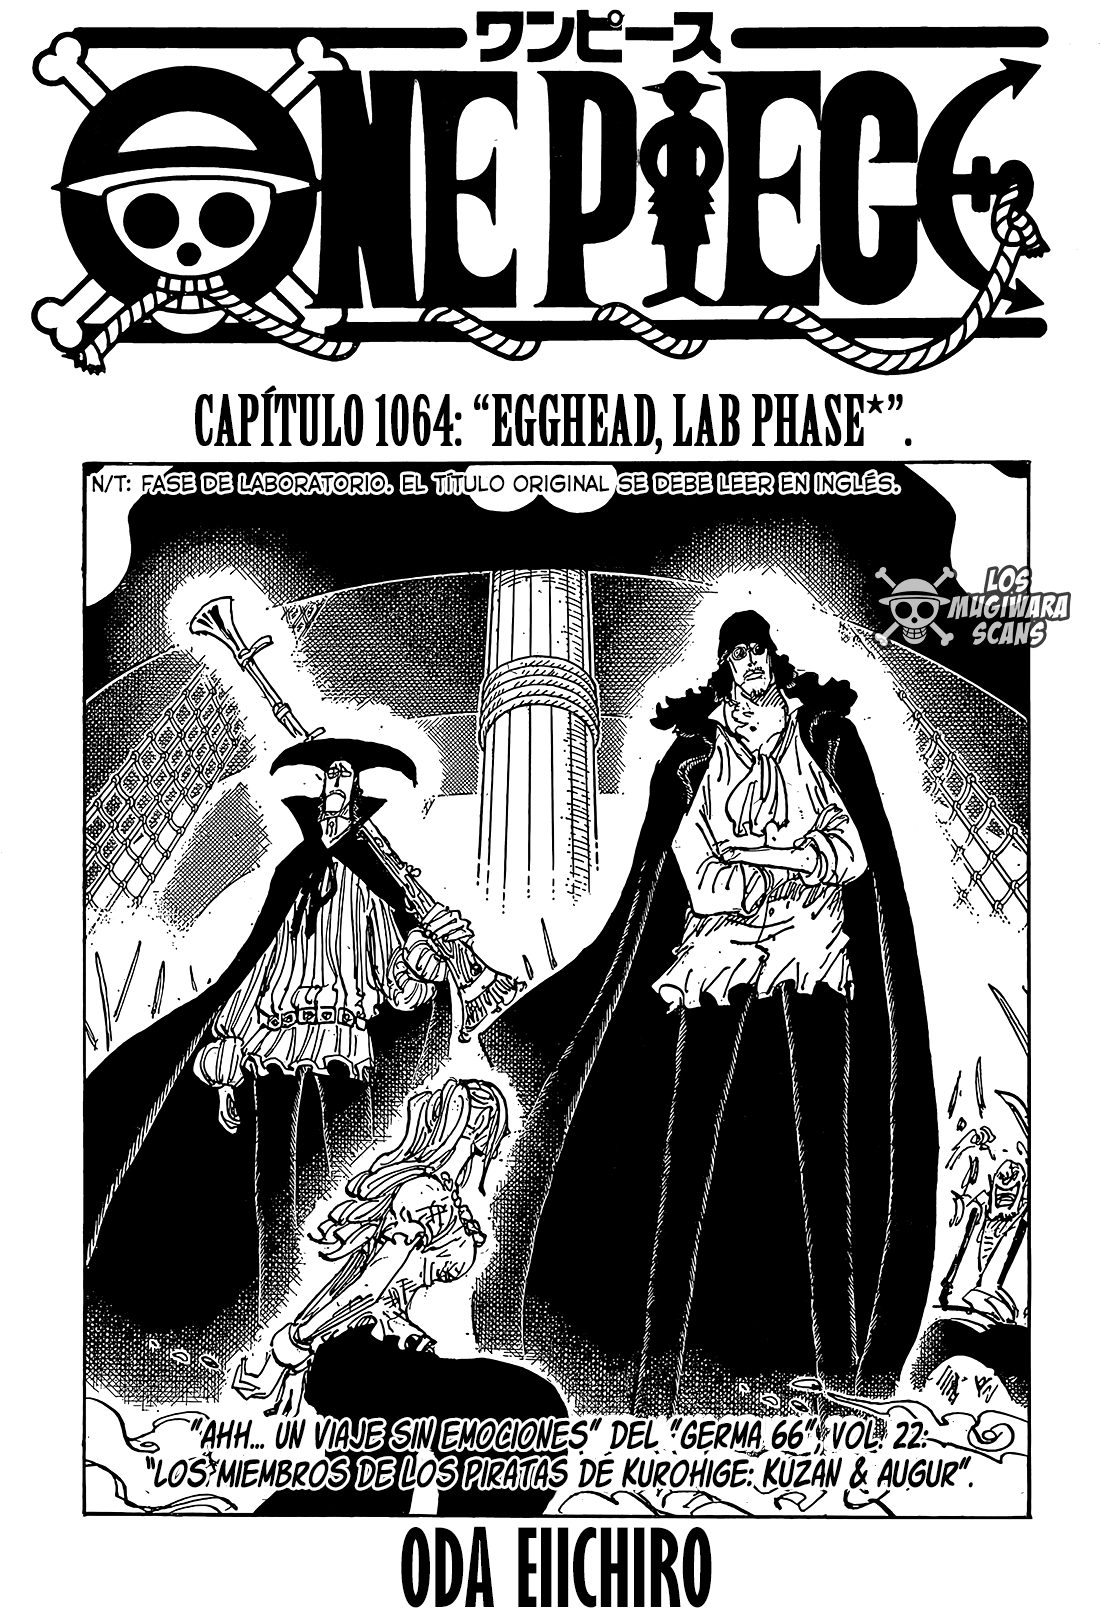 ワンピース
ONE PIECE
CAPÍTULO 1064: “EGGHEAD, LAB PHASE*”.
N/T: FASE DE LABORATORIO. EL TÍTULO ORIGINAL SE DEBE LEER EN INGLÉS.
LOS
MUGIWARA
SCANS
"AHH... UN VIAJE SIN EMOCIONES" DEL "GERMA 66", VOL. 22:
"LOS MIEMBROS DE LOS PIRATAS DE KUROHIGE: KUZAN & AUGUR".
ODA EIICHIRO